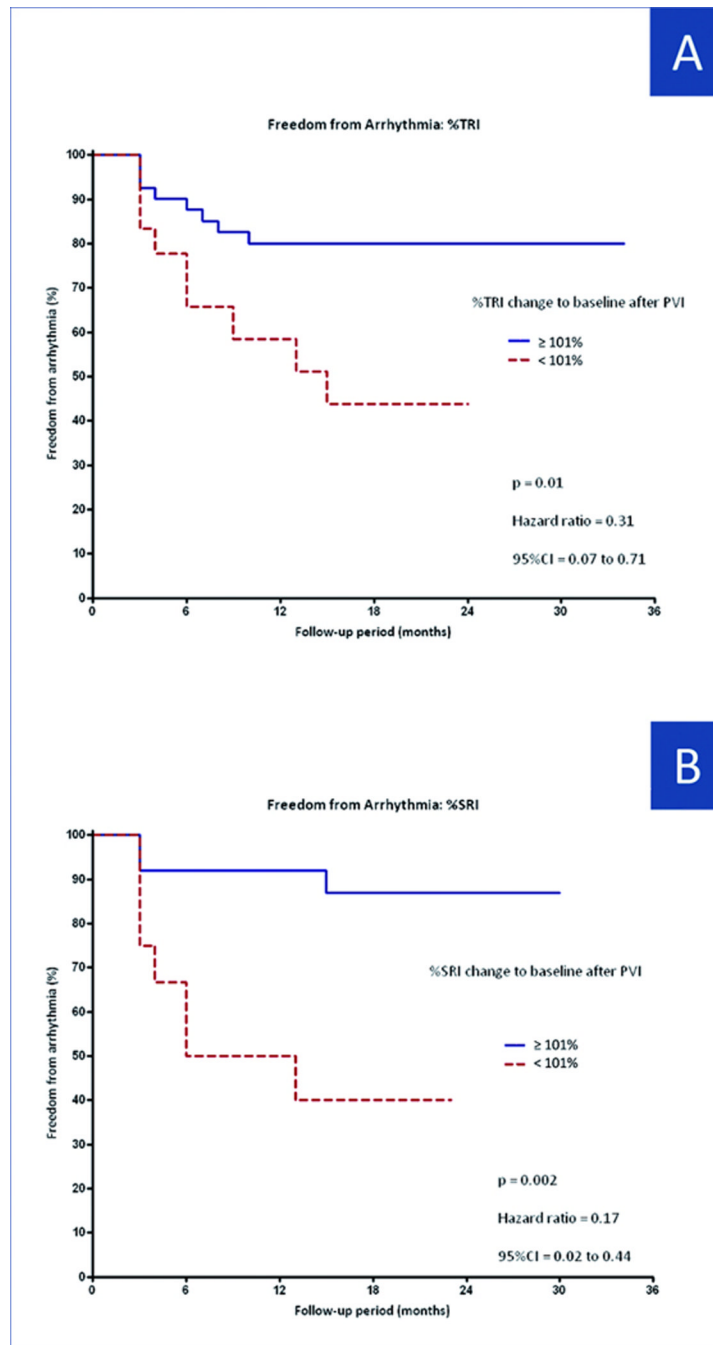 A
Freedom from Arrhythmia: %TRI
100
90
80
70
60
50
40
30
20
10
0
Freedom from arrhythmia (%)
%TRI change to baseline after PVI
≥ 101%
< 101%
p = 0.01
Hazard ratio = 0.31
95%CI = 0.07 to 0.71
0 6 12 18 24 30 36
Follow-up period (months)
B
Freedom from Arrhythmia: %SRI
100
90
80
70
60
50
40
30
20
10
0
Freedom from arrhythmia (%)
%SRI change to baseline after PVI
≥ 101%
< 101%
p = 0.002
Hazard ratio = 0.17
95%CI = 0.02 to 0.44
0 6 12 18 24 30 36
Follow-up period (months)